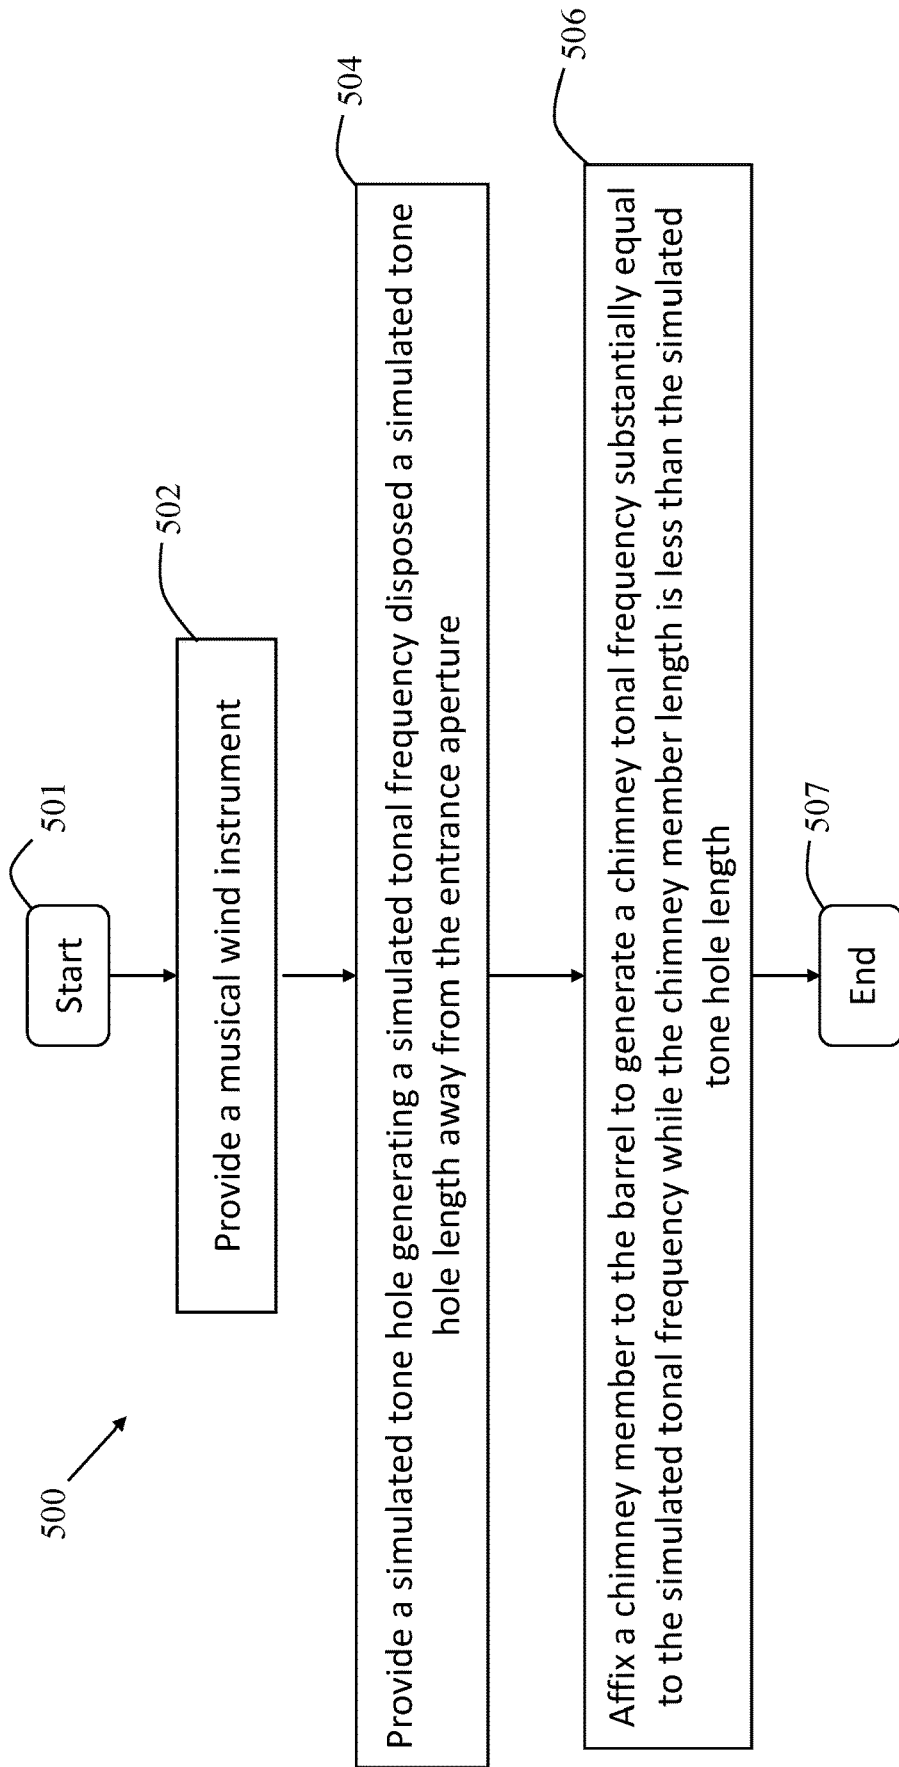 500
Start
501
Provide a musical wind instrument
502
Provide a simulated tone hole generating a simulated tonal frequency disposed a simulated tone
hole length away from the entrance aperture
504
Affix a chimney member to the barrel to generate a chimney tonal frequency substantially equal
to the simulated tonal frequency while the chimney member length is less than the simulated
tone hole length
506
End
507